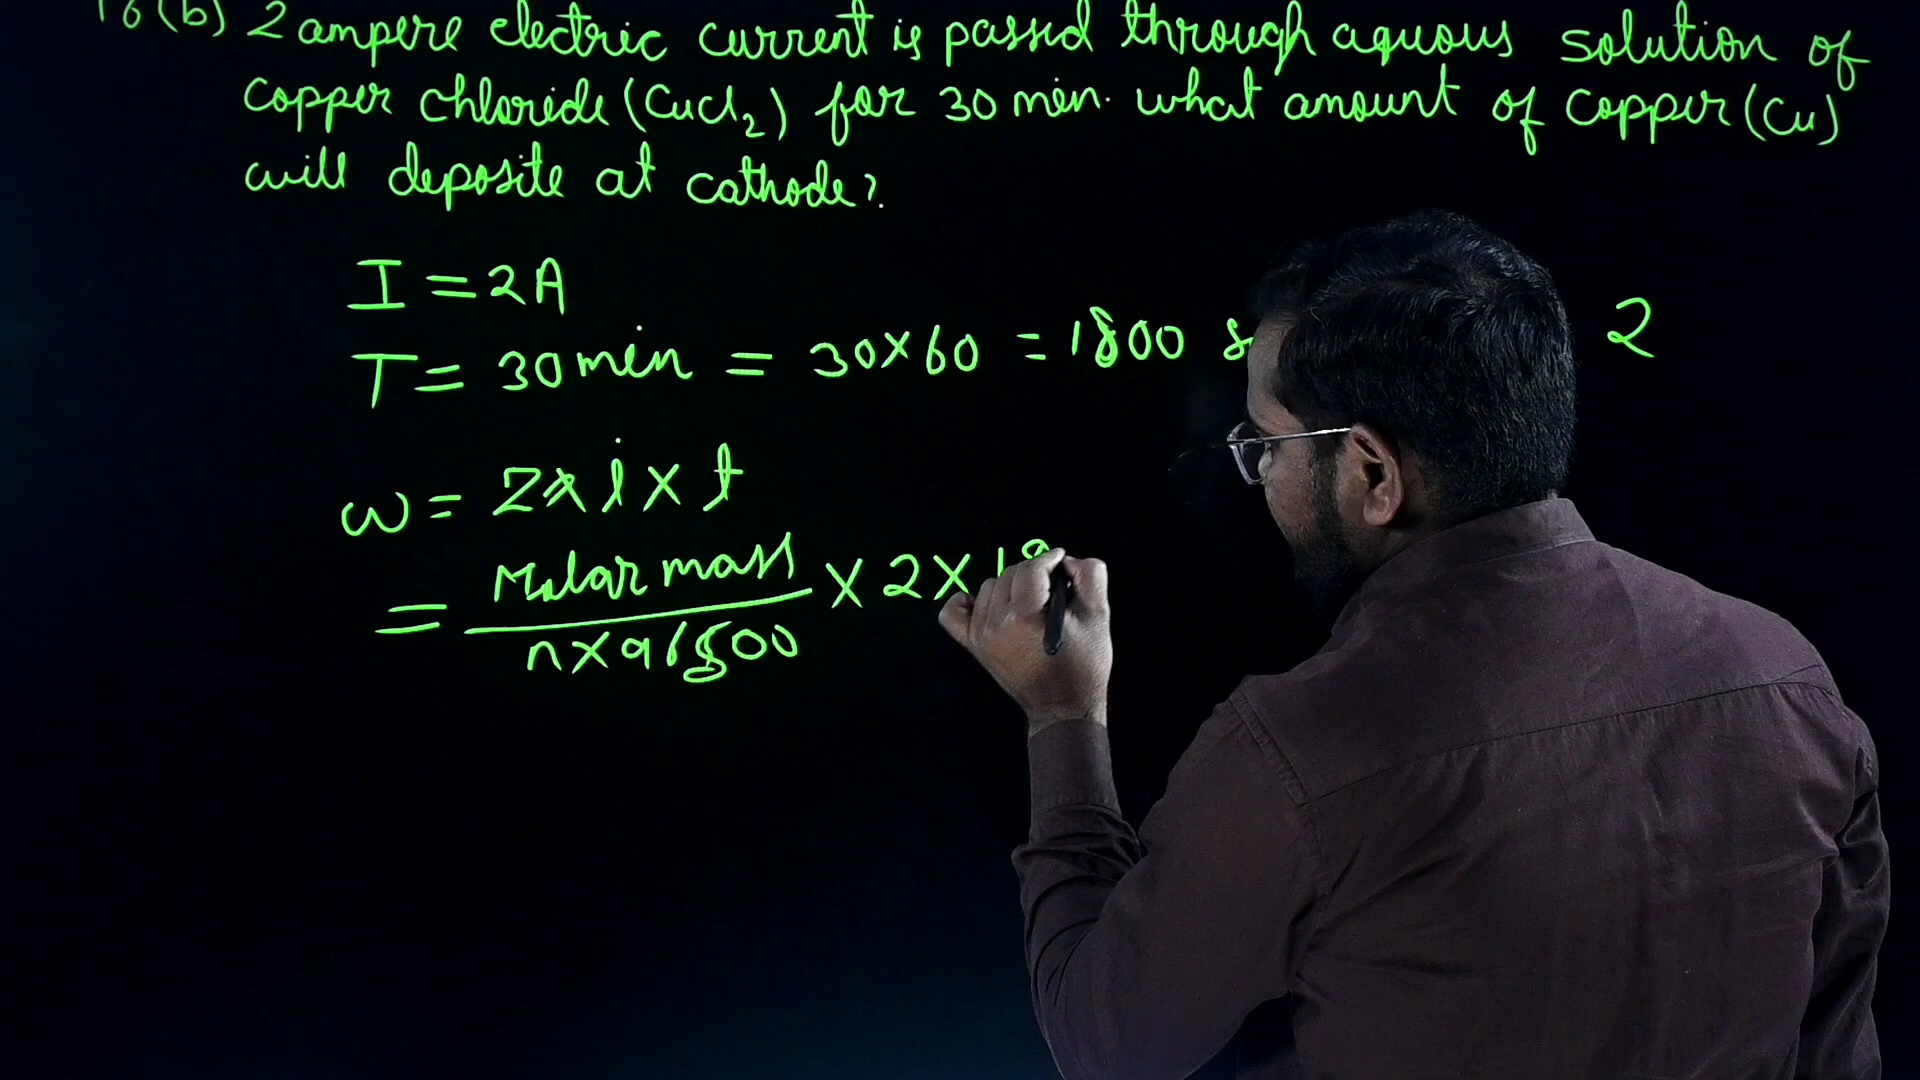 16(b) 2 ampere electric current is passed through aquous solution of
copper chloride (CuCl2) for 30 min. what amount of copper (Cu)
will deposite at cathode?
I = 2A
T = 30 min = 30×60 = 1800 s 2
w = Z×i×t
= Molar mass / n×96500 × 2×18